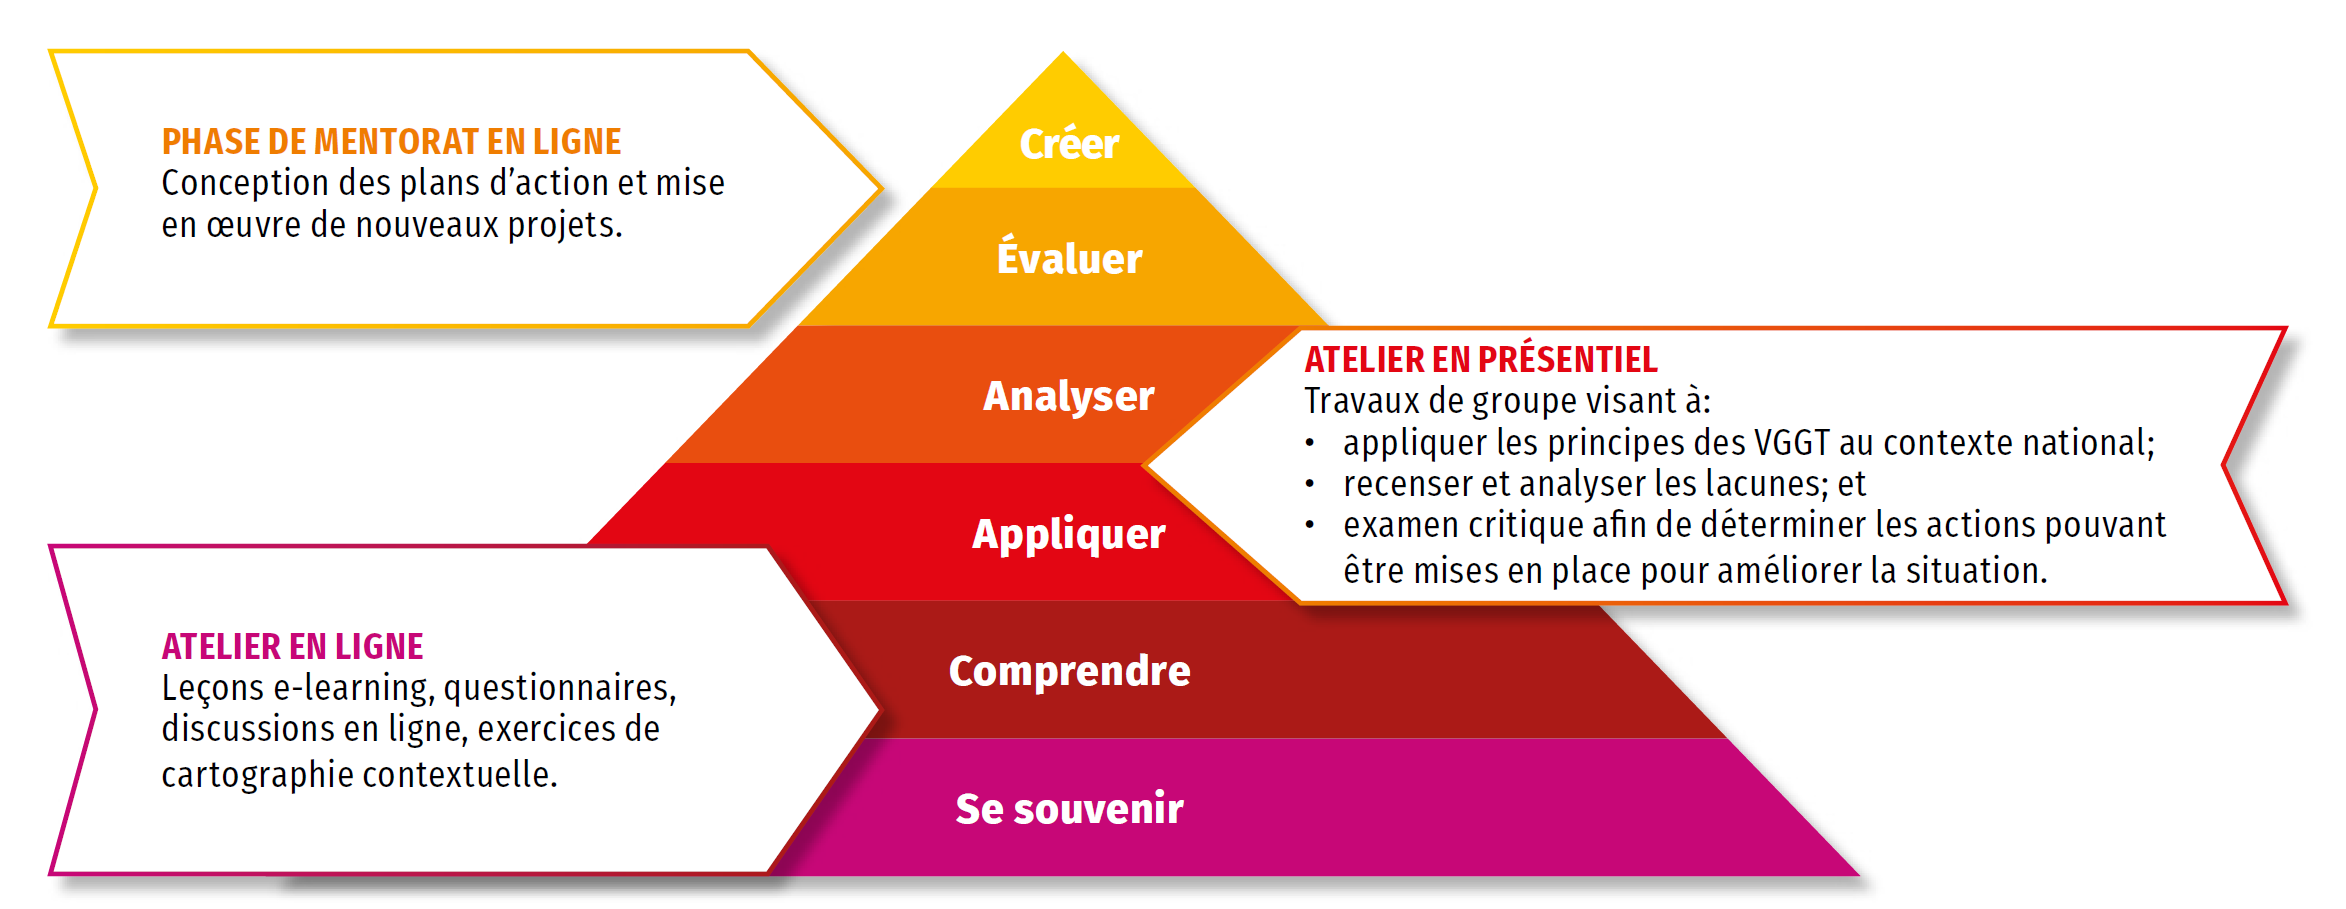 PHASE DE MENTORAT EN LIGNE
Conception des plans d’action et mise
en œuvre de nouveaux projets.
Créer
Évaluer
Analyser
Appliquer
Comprendre
Se souvenir
ATELIER EN PRÉSENTIEL
Travaux de groupe visant à:
• appliquer les principes des VGGT au contexte national;
• recenser et analyser les lacunes; et
• examen critique afin de déterminer les actions pouvant
être mises en place pour améliorer la situation.
ATELIER EN LIGNE
Leçons e-learning, questionnaires,
discussions en ligne, exercices de
cartographie contextuelle.